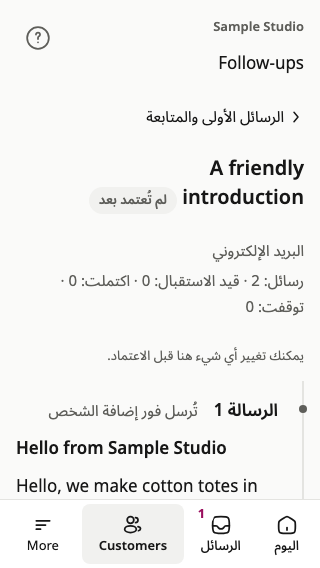 Sample Studio
Follow-ups
الرسائل الأولى والمتابعة
A friendly
introduction لم تُعتمد بعد
البريد الإلكتروني
رسائل: 2 · قيد الاستقبال: 0 · اكتملت: 0 ·
توقفت: 0
يمكنك تغيير أي شيء هنا قبل الاعتماد.
الرسالة 1 تُرسل فور إضافة الشخص
Hello from Sample Studio
Hello, we make cotton totes in
اليوم
1
الرسائل
Customers
More